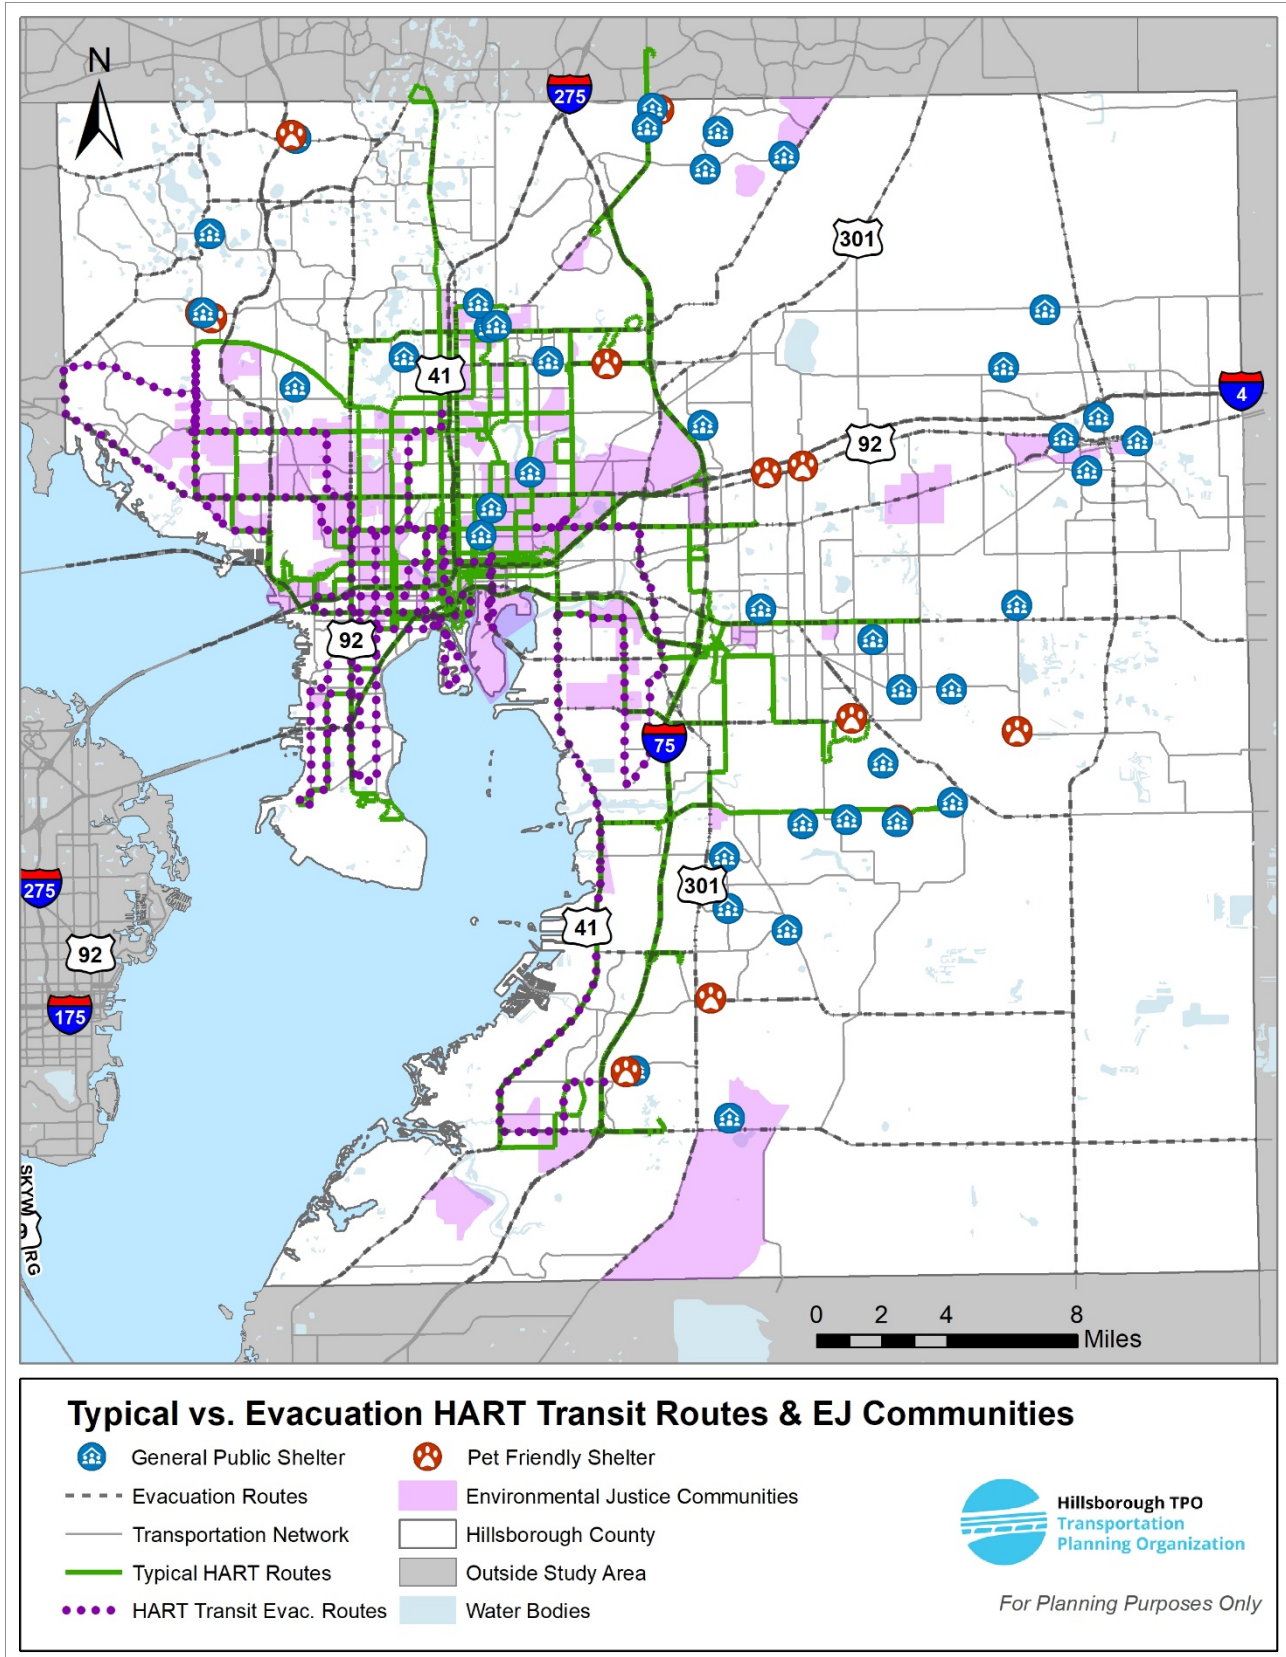 N
275
301
41
4
92
92
75
301
41
275
92
175
SKYW
RG
0 2 4 8
Miles
Typical vs. Evacuation HART Transit Routes & EJ Communities
General Public Shelter
Pet Friendly Shelter
Evacuation Routes
Environmental Justice Communities
Transportation Network
Hillsborough County
Typical HART Routes
Outside Study Area
HART Transit Evac. Routes
Water Bodies
Hillsborough TPO
Transportation
Planning Organization
For Planning Purposes Only